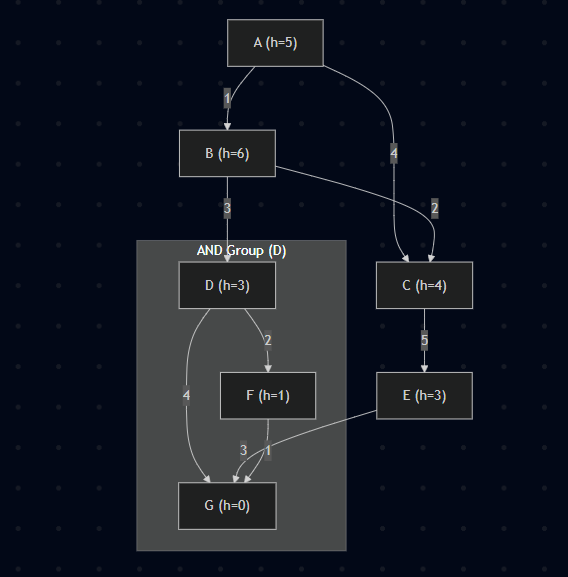 A (h=5)
1
B (h=6)
4
3
2
AND Group (D)
D (h=3)
C (h=4)
2
5
4
F (h=1)
E (h=3)
3
1
G (h=0)